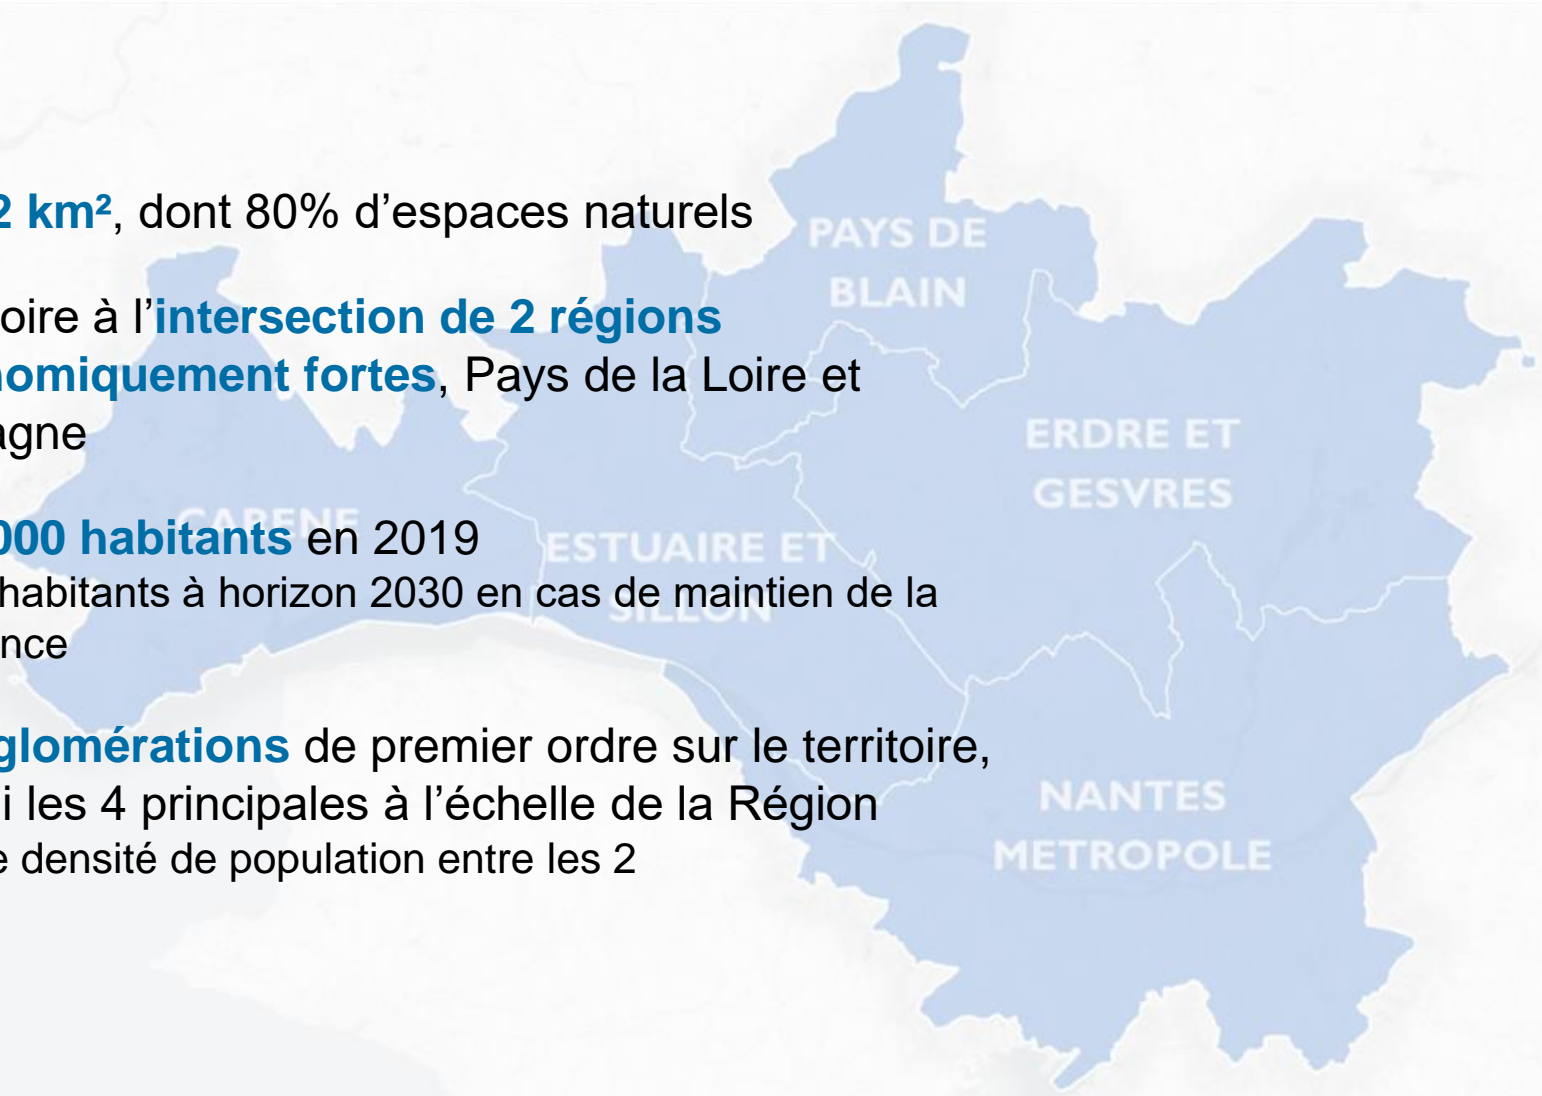 2 km², dont 80% d’espaces naturels
oire à l’intersection de 2 régions
nomiquement fortes, Pays de la Loire et
agne
000 habitants en 2019
habitants à horizon 2030 en cas de maintien de la
nce
glomérations de premier ordre sur le territoire,
i les 4 principales à l’échelle de la Région
e densité de population entre les 2
PAYS DE
BLAIN
ERDRE ET
GESVRES
CARENE
ESTUAIRE ET
SILLON
NANTES
METROPOLE